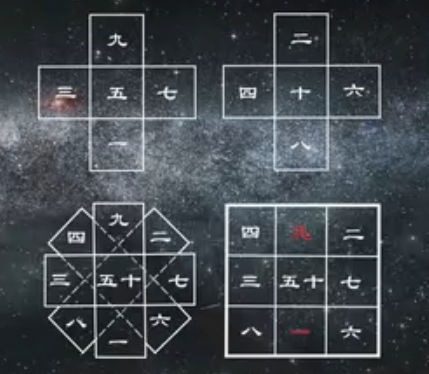 九
三 五 七
一
二
四 十 六
八
九
四 二
三 五十 七
八 六
一
四 九 二
三 五十 七
八 一 六